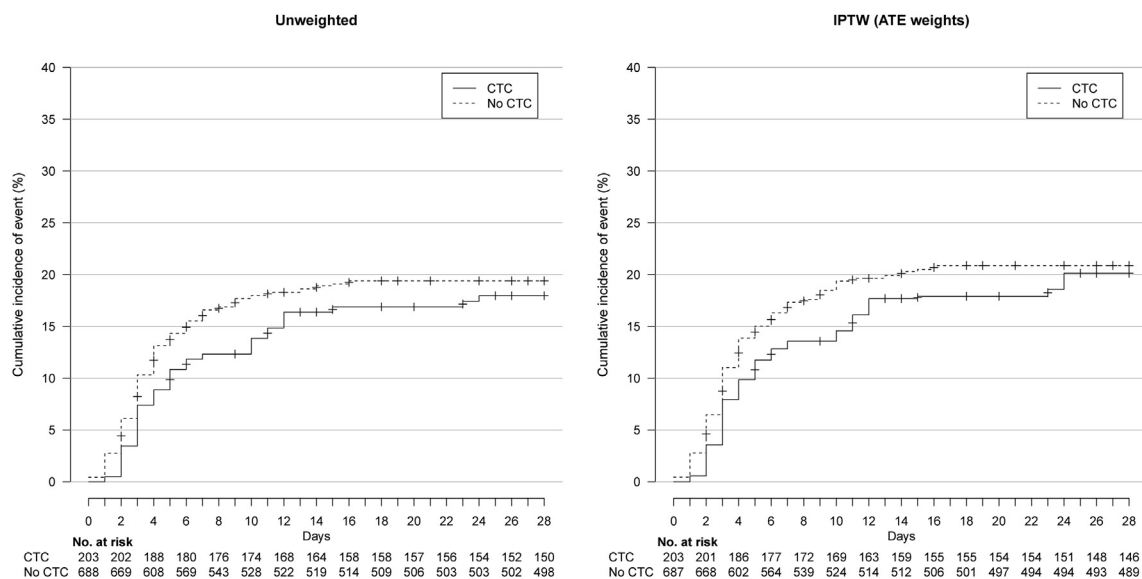 Unweighted
40
35
30
25
20
15
10
5
0
Cumulative incidence of event (%)
CTC
No CTC
0 2 4 6 8 10 12 14 16 18 20 22 24 26 28
Days
No. at risk
CTC 203 202 188 180 176 174 168 164 158 158 157 156 154 152 150
No CTC 688 669 608 569 543 528 522 519 514 509 506 503 503 502 498
IPTW (ATE weights)
40
35
30
25
20
15
10
5
0
Cumulative incidence of event (%)
CTC
No CTC
0 2 4 6 8 10 12 14 16 18 20 22 24 26 28
Days
No. at risk
CTC 203 201 186 177 172 169 163 159 155 155 154 154 151 148 146
No CTC 687 668 602 564 539 524 514 512 506 501 497 494 494 493 489